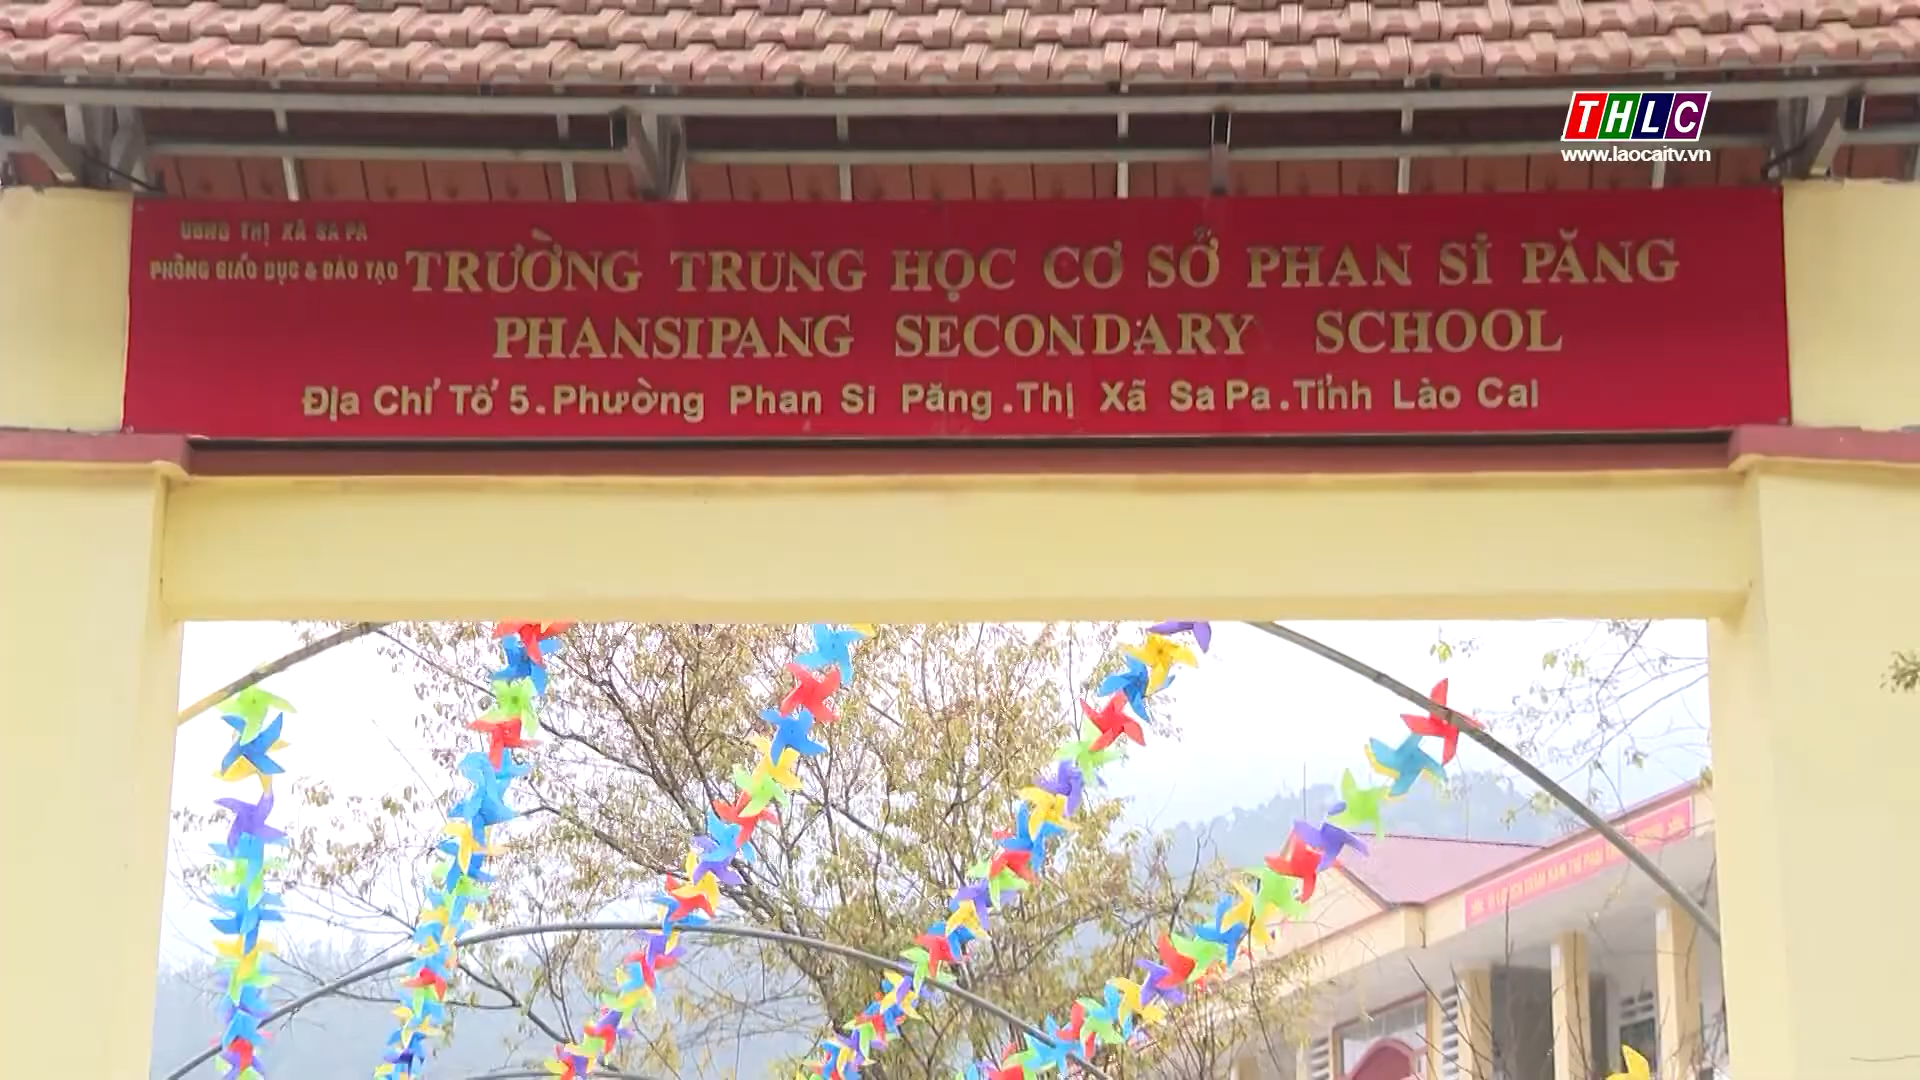 THLC
www.laocaitv.vn
UBND THỊ XÃ SA PA
PHÒNG GIÁO DỤC & ĐÀO TẠO
TRƯỜNG TRUNG HỌC CƠ SỞ PHAN SI PĂNG
PHANSIPANG SECONDARY SCHOOL
Địa Chỉ Tổ 5.Phường Phan Si Păng.Thị Xã Sa Pa.Tỉnh Lào Cai